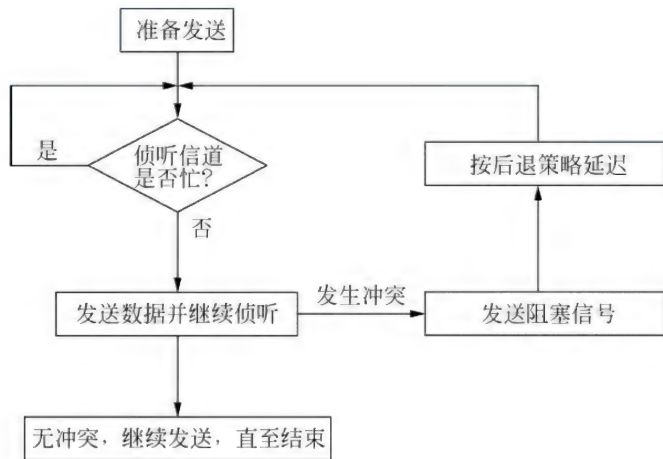 准备发送
侦听信道
是否忙?
是
否
按后退策略延迟
发送数据并继续侦听
发生冲突
发送阻塞信号
无冲突，继续发送，直至结束